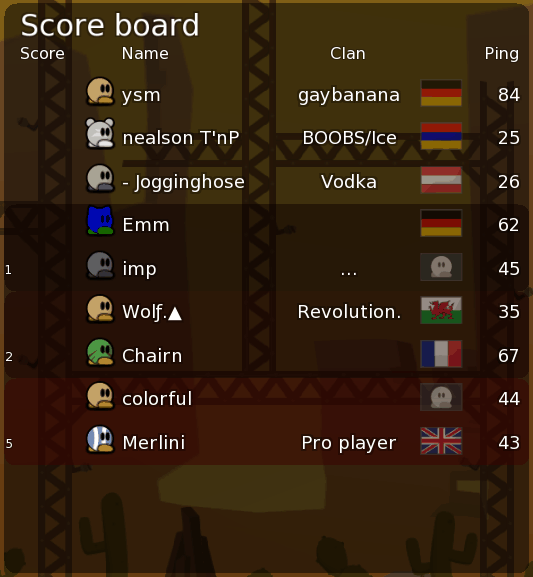 Score board
Score Name Clan Ping
ysm gaybanana 84
nealson T'nP BOOBS/Ice 25
- Jogginghose Vodka 26
Emm 62
1 imp ... 45
Wolƒ.▲ Revolution. 35
2 Chairn 67
colorful 44
5 Merlini Pro player 43